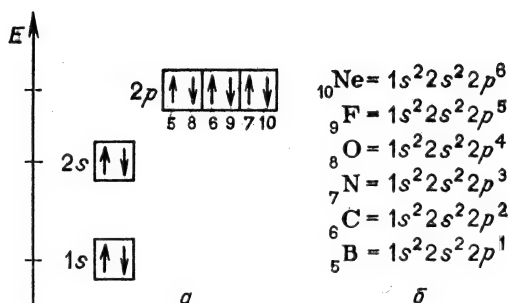 E
2p
5 8 6 9 7 10
2s
1s
а
₁₀Ne = 1s²2s²2p⁶
₉F = 1s²2s²2p⁵
₈O = 1s²2s²2p⁴
₇N = 1s²2s²2p³
₆C = 1s²2s²2p²
₅B = 1s²2s²2p¹
б